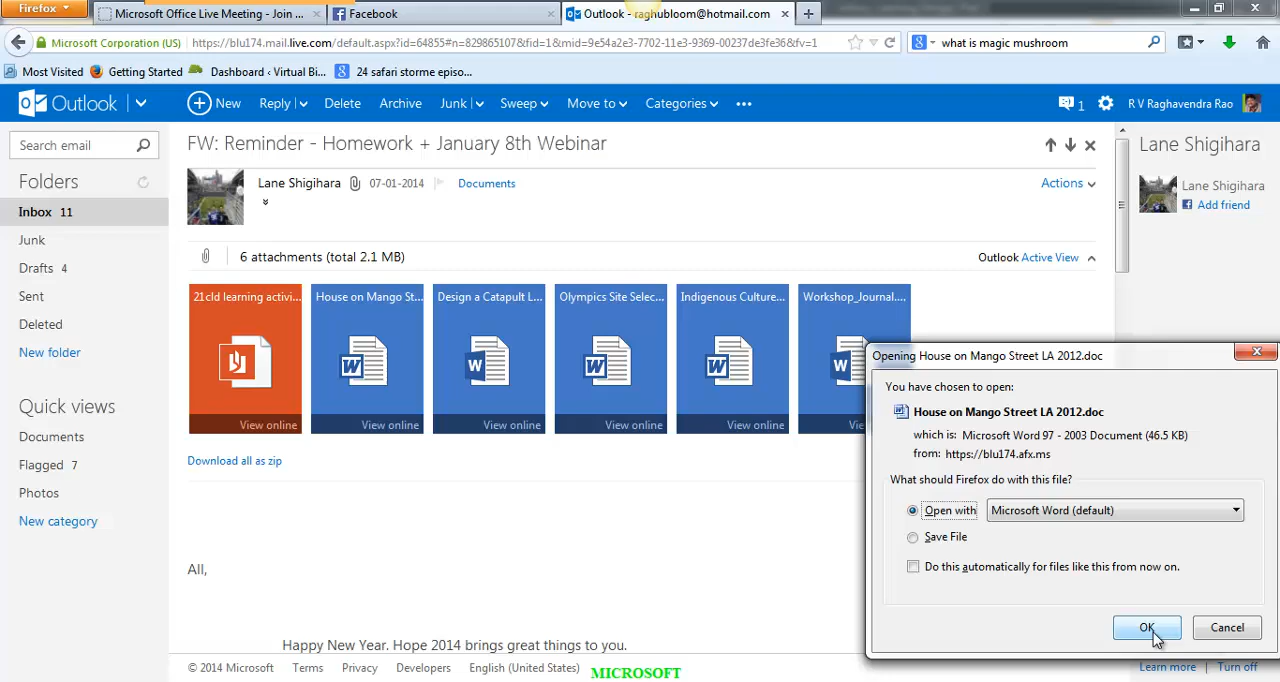 Firefox
Microsoft Office Live Meeting - Join ...
Facebook
Outlook - raghubloom@hotmail.com
Microsoft Corporation (US)
https://blu174.mail.live.com/default.aspx?id=64855#n=829865107&fid=1&mid=9e54a2e3-7702-11e3-9369-00237de3fe36&fv=1
what is magic mushroom
Most Visited
Getting Started
Dashboard ‹ Virtual Bi...
24 safari storme episo...
Outlook
New
Reply
Delete
Archive
Junk
Sweep
Move to
Categories
1
R V Raghavendra Rao
Search email
FW: Reminder - Homework + January 8th Webinar
Lane Shigihara
Folders
Inbox 11
Junk
Drafts 4
Sent
Deleted
New folder
Quick views
Documents
Flagged 7
Photos
New category
Lane Shigihara
07-01-2014
Documents
Actions
Lane Shigihara
Add friend
6 attachments (total 2.1 MB)
Outlook Active View
21cld learning activi...
House on Mango St...
Design a Catapult L...
Olympics Site Selec...
Indigenous Culture...
Workshop_Journal....
View online
View online
View online
View online
View online
Vie
Download all as zip
All,
Happy New Year. Hope 2014 brings great things to you.
Opening House on Mango Street LA 2012.doc
You have chosen to open:
House on Mango Street LA 2012.doc
which is: Microsoft Word 97 - 2003 Document (46.5 KB)
from: https://blu174.afx.ms
What should Firefox do with this file?
Open with
Microsoft Word (default)
Save File
Do this automatically for files like this from now on.
OK
Cancel
© 2014 Microsoft
Terms
Privacy
Developers
English (United States)
MICROSOFT
Learn more
Turn off